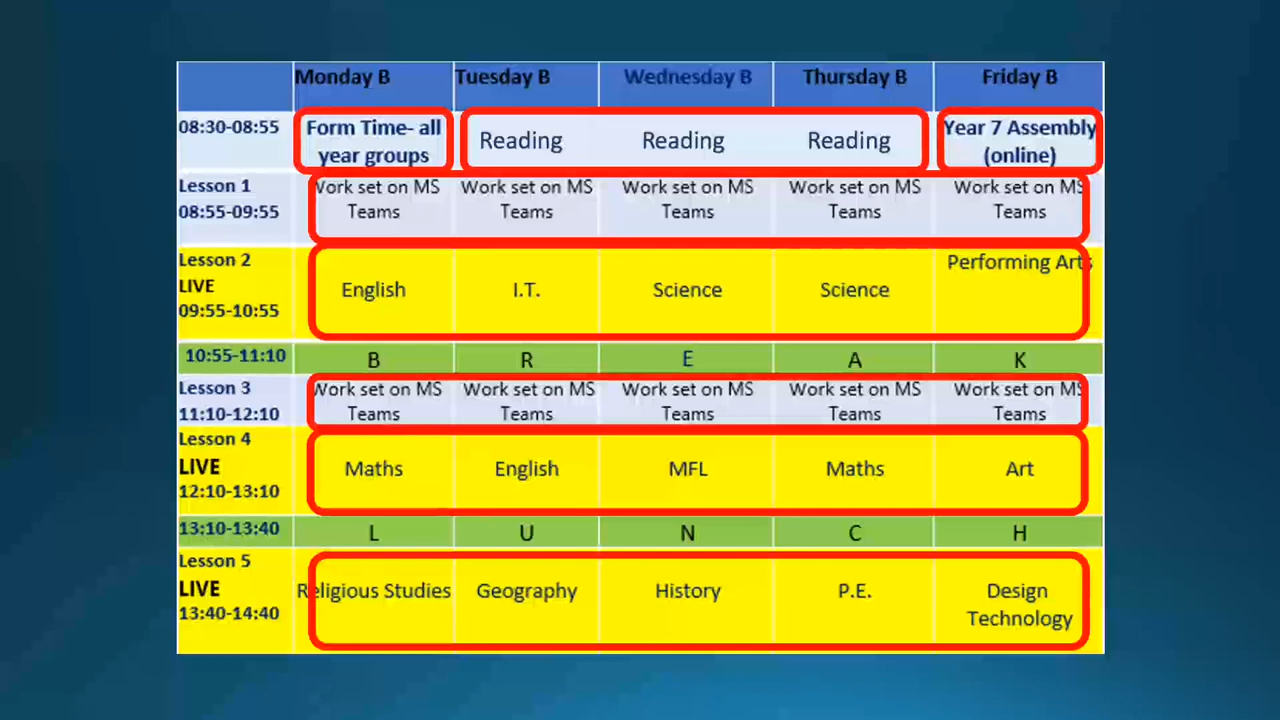 Monday B Tuesday B Wednesday B Thursday B Friday B
08:30-08:55 Form Time- all year groups Reading Reading Reading Year 7 Assembly (online)
Lesson 1 Work set on MS Work set on MS Work set on MS Work set on MS Work set on MS
08:55-09:55 Teams Teams Teams Teams Teams
Lesson 2 Performing Arts
LIVE English I.T. Science Science
09:55-10:55
10:55-11:10 B R E A K
Lesson 3 Work set on MS Work set on MS Work set on MS Work set on MS Work set on MS
11:10-12:10 Teams Teams Teams Teams Teams
Lesson 4
LIVE Maths English MFL Maths Art
12:10-13:10
13:10-13:40 L U N C H
Lesson 5
LIVE Religious Studies Geography History P.E. Design
13:40-14:40 Technology